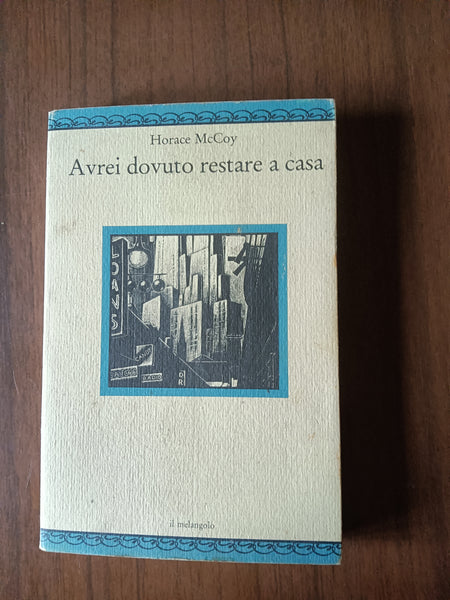 Horace McCoy
Avrei dovuto restare a casa
LOANS
il melangolo